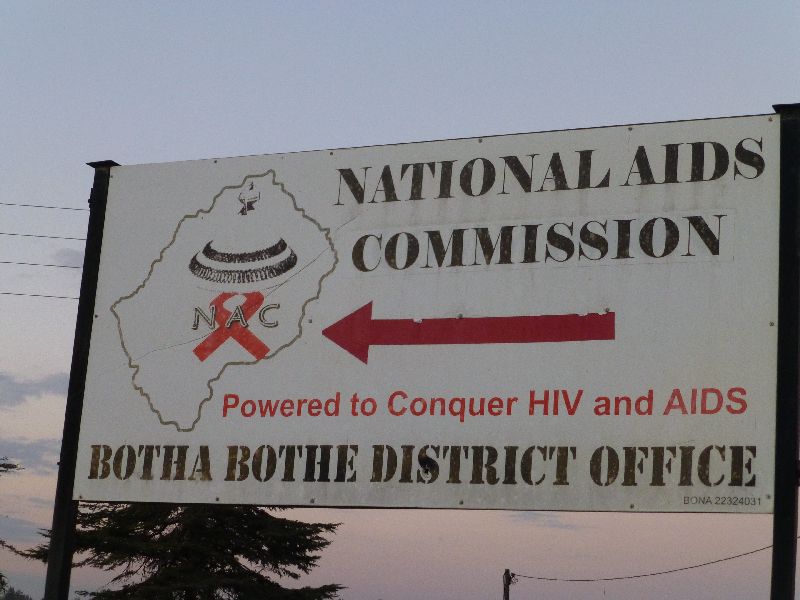 NATIONAL AIDS
COMMISSION
NAC
Powered to Conquer HIV and AIDS
BOTHA BOTHE DISTRICT OFFICE
BONA 22324031